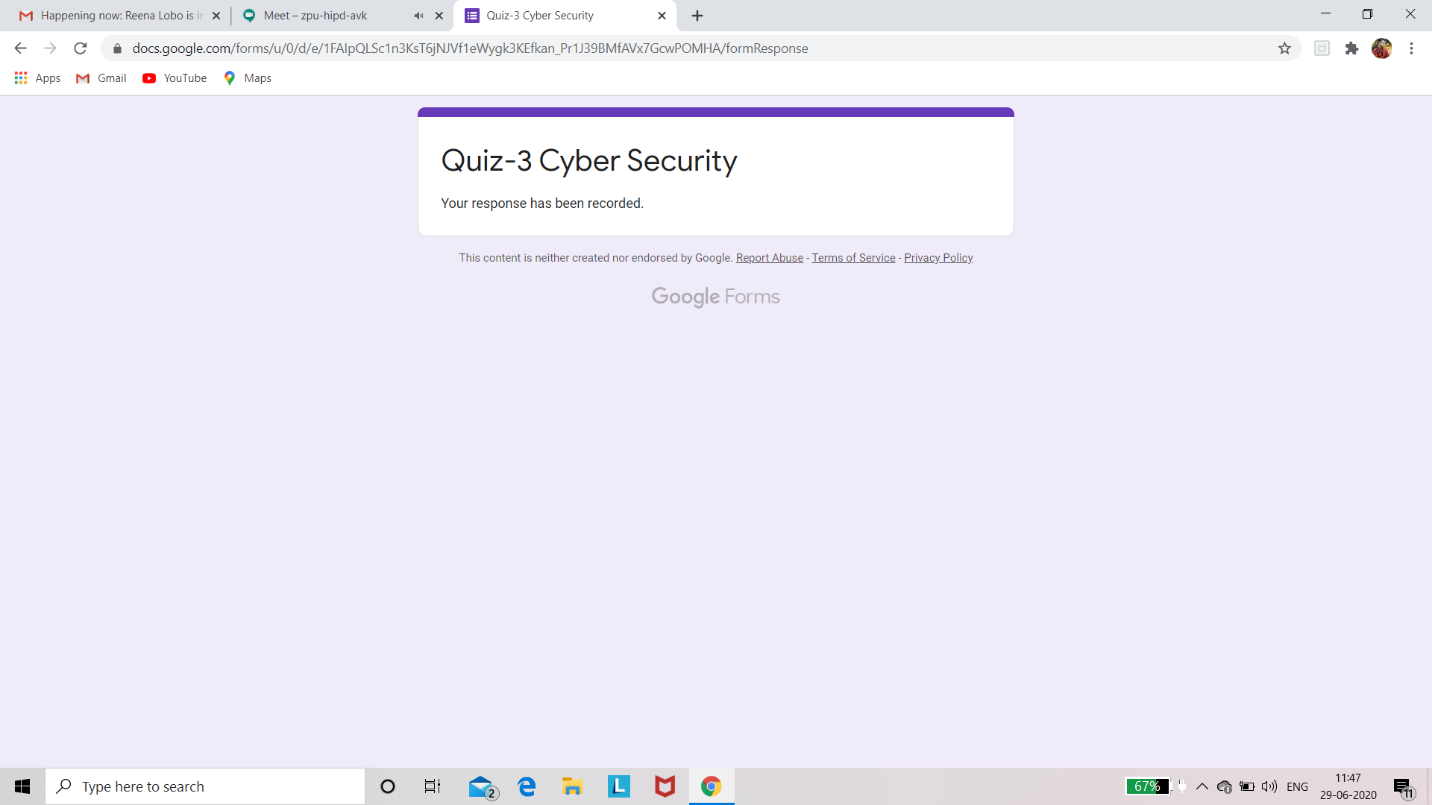 Happening now: Reena Lobo is in
Meet – zpu-hipd-avk
Quiz-3 Cyber Security
docs.google.com/forms/u/0/d/e/1FAIpQLSc1n3KsT6jNJVf1eWygk3KEfkan_Pr1J39BMfAVx7GcwPOMHA/formResponse
Apps Gmail YouTube Maps
Quiz-3 Cyber Security
Your response has been recorded.
This content is neither created nor endorsed by Google. Report Abuse - Terms of Service - Privacy Policy
Google Forms
Type here to search
2
L
67%
ENG
11:47
29-06-2020
11